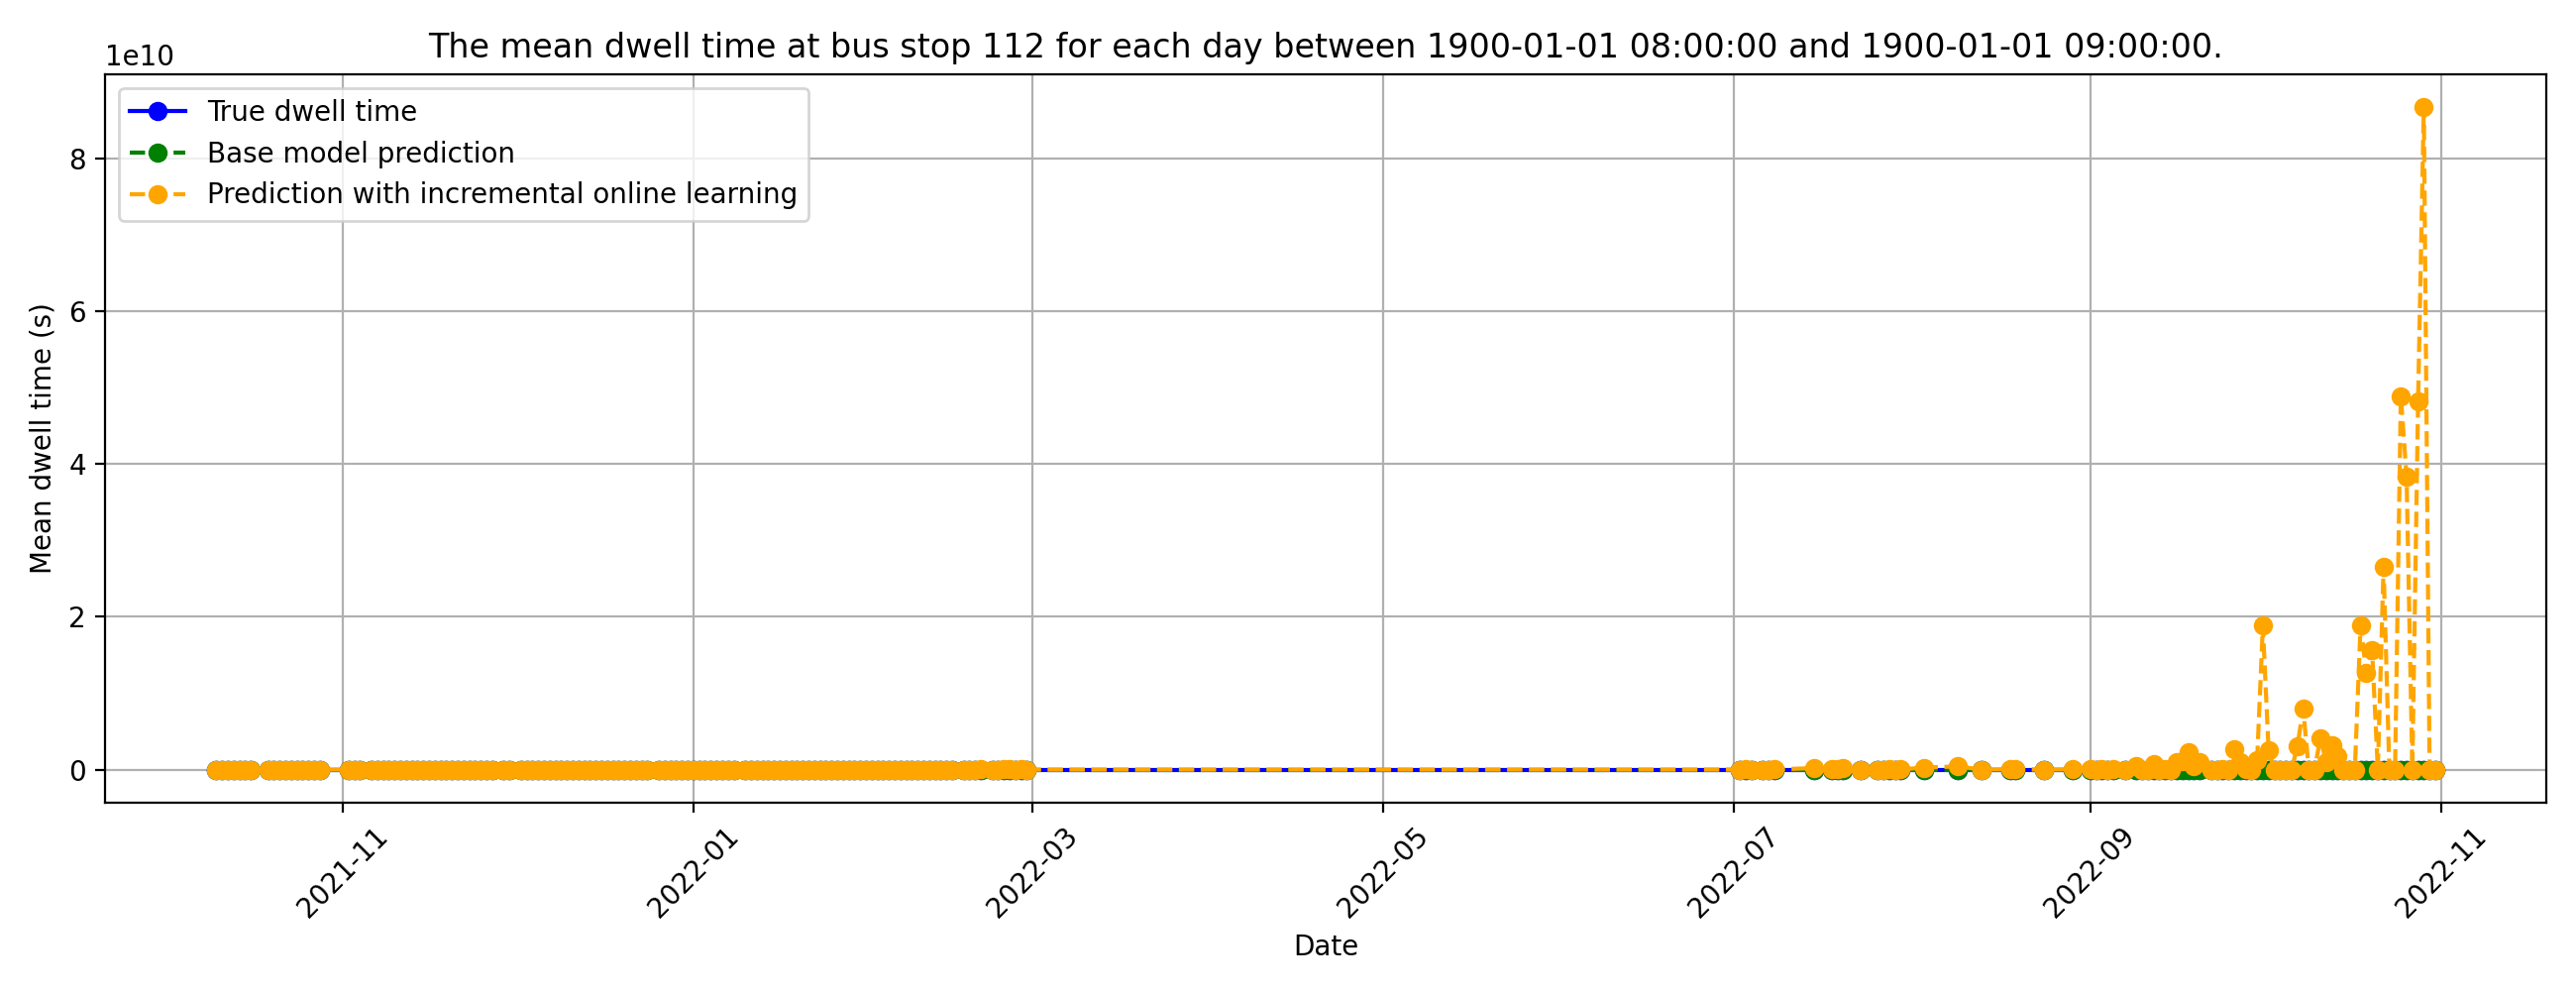 The mean dwell time at bus stop 112 for each day between 1900-01-01 08:00:00 and 1900-01-01 09:00:00.
1e10
True dwell time
Base model prediction
Prediction with incremental online learning
8
6
4
2
0
Mean dwell time (s)
2021-11
2022-01
2022-03
2022-05
2022-07
2022-09
2022-11
Date